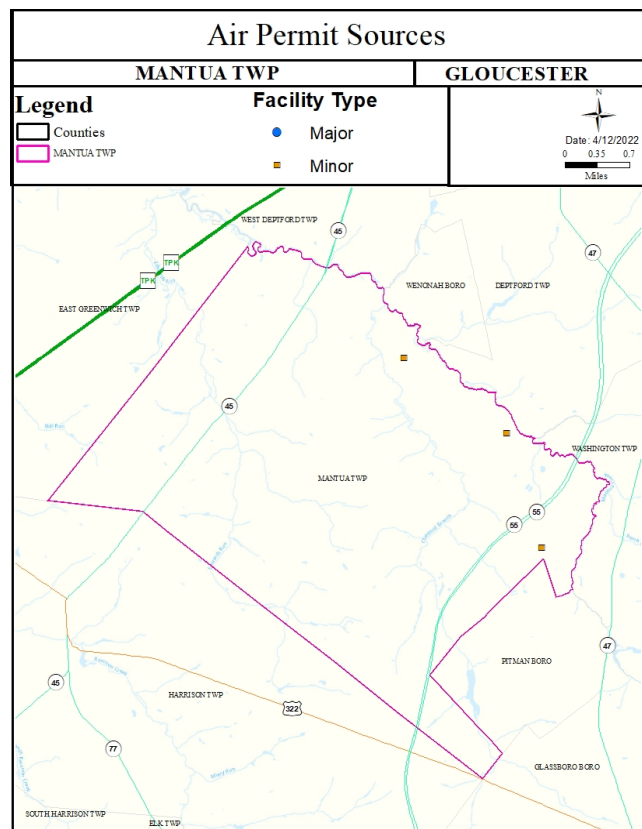 Air Permit Sources
MANTUA TWP
GLOUCESTER
Legend
Counties
MANTUA TWP
Facility Type
Major
Minor
N
Date: 4/12/2022
0 0.35 0.7
Miles
WEST DEPTFORD TWP
45
47
TPK
TPK
WENONAH BORO
DEPTFORD TWP
EAST GREENWICH TWP
45
WASHINGTON TWP
MANTUA TWP
55
55
PITMAN BORO
47
45
HARRISON TWP
322
77
GLASSBORO BORO
SOUTH HARRISON TWP
ELK TWP